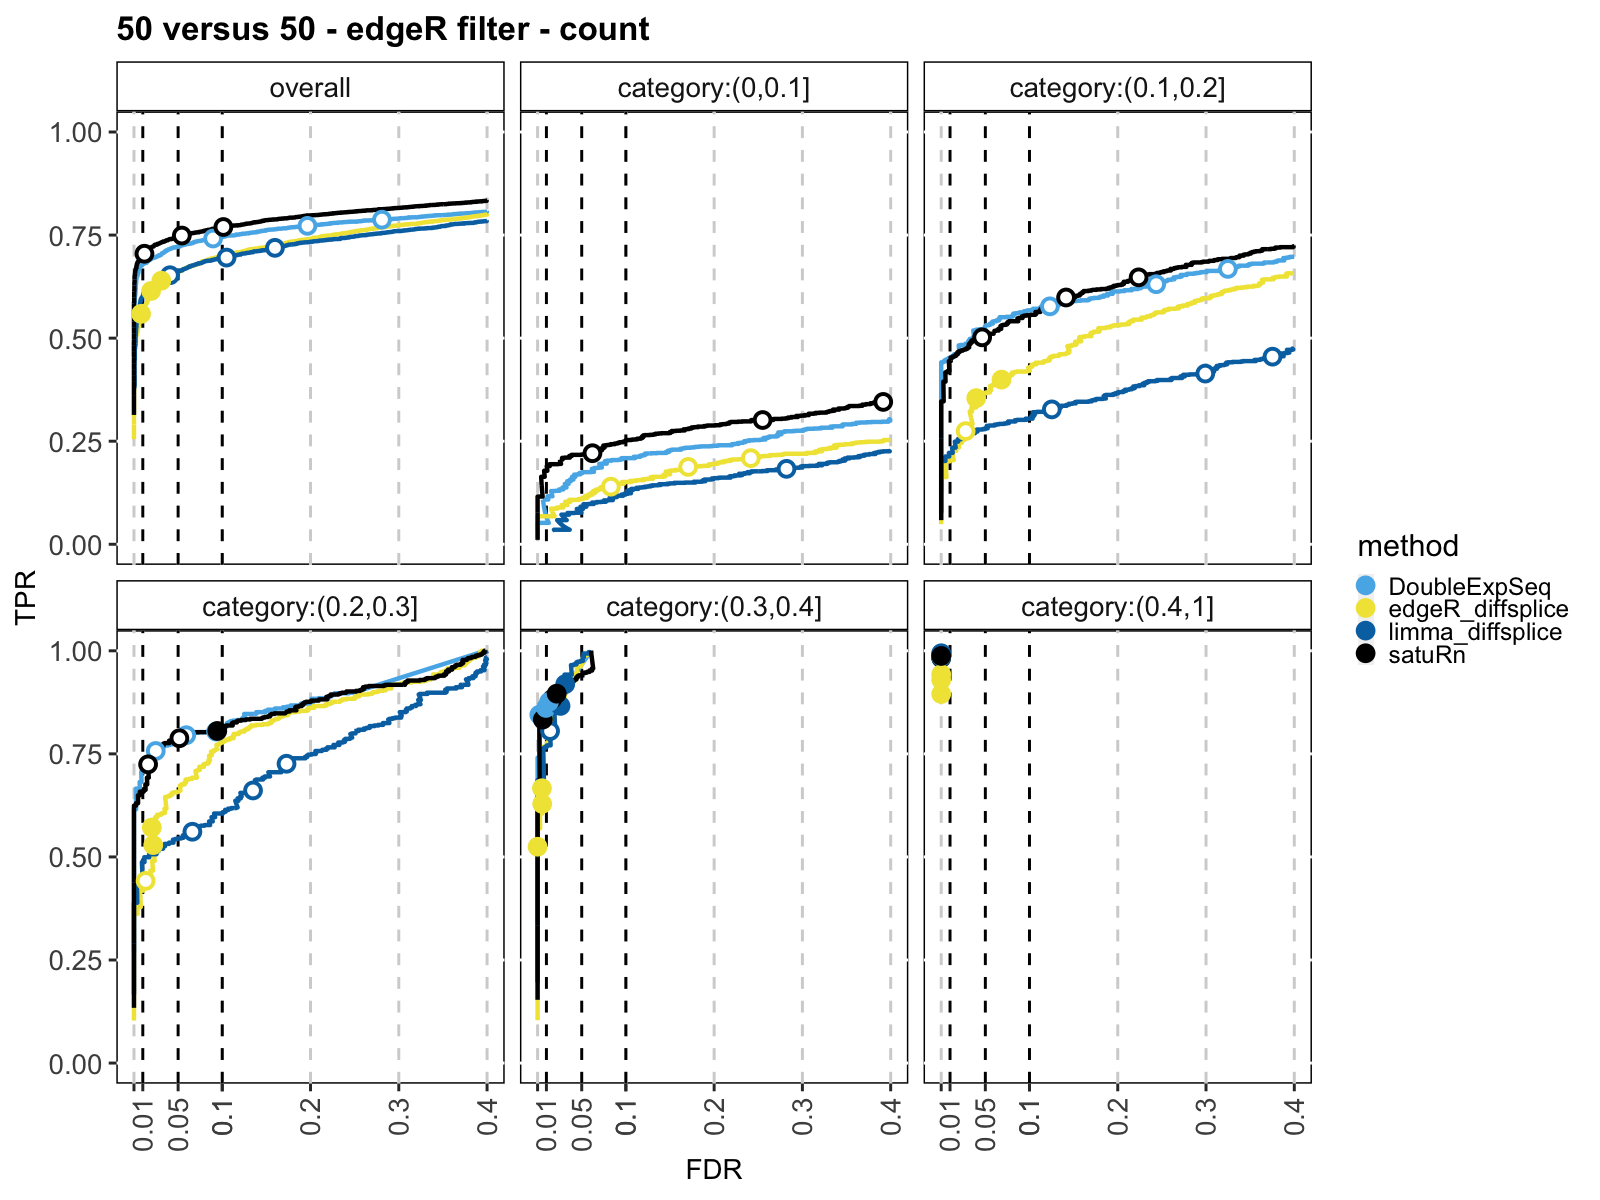 50 versus 50 - edgeR filter - count
overall
category:(0,0.1]
category:(0.1,0.2]
1.00
0.75
0.50
0.25
0.00
category:(0.2,0.3]
category:(0.3,0.4]
category:(0.4,1]
1.00
0.75
0.50
0.25
0.00
TPR
0.01 0.05 0.1 0.2 0.3 0.4
0.01 0.05 0.1 0.2 0.3 0.4
0.01 0.05 0.1 0.2 0.3 0.4
FDR
method
DoubleExpSeq
edgeR_diffsplice
limma_diffsplice
satuRn